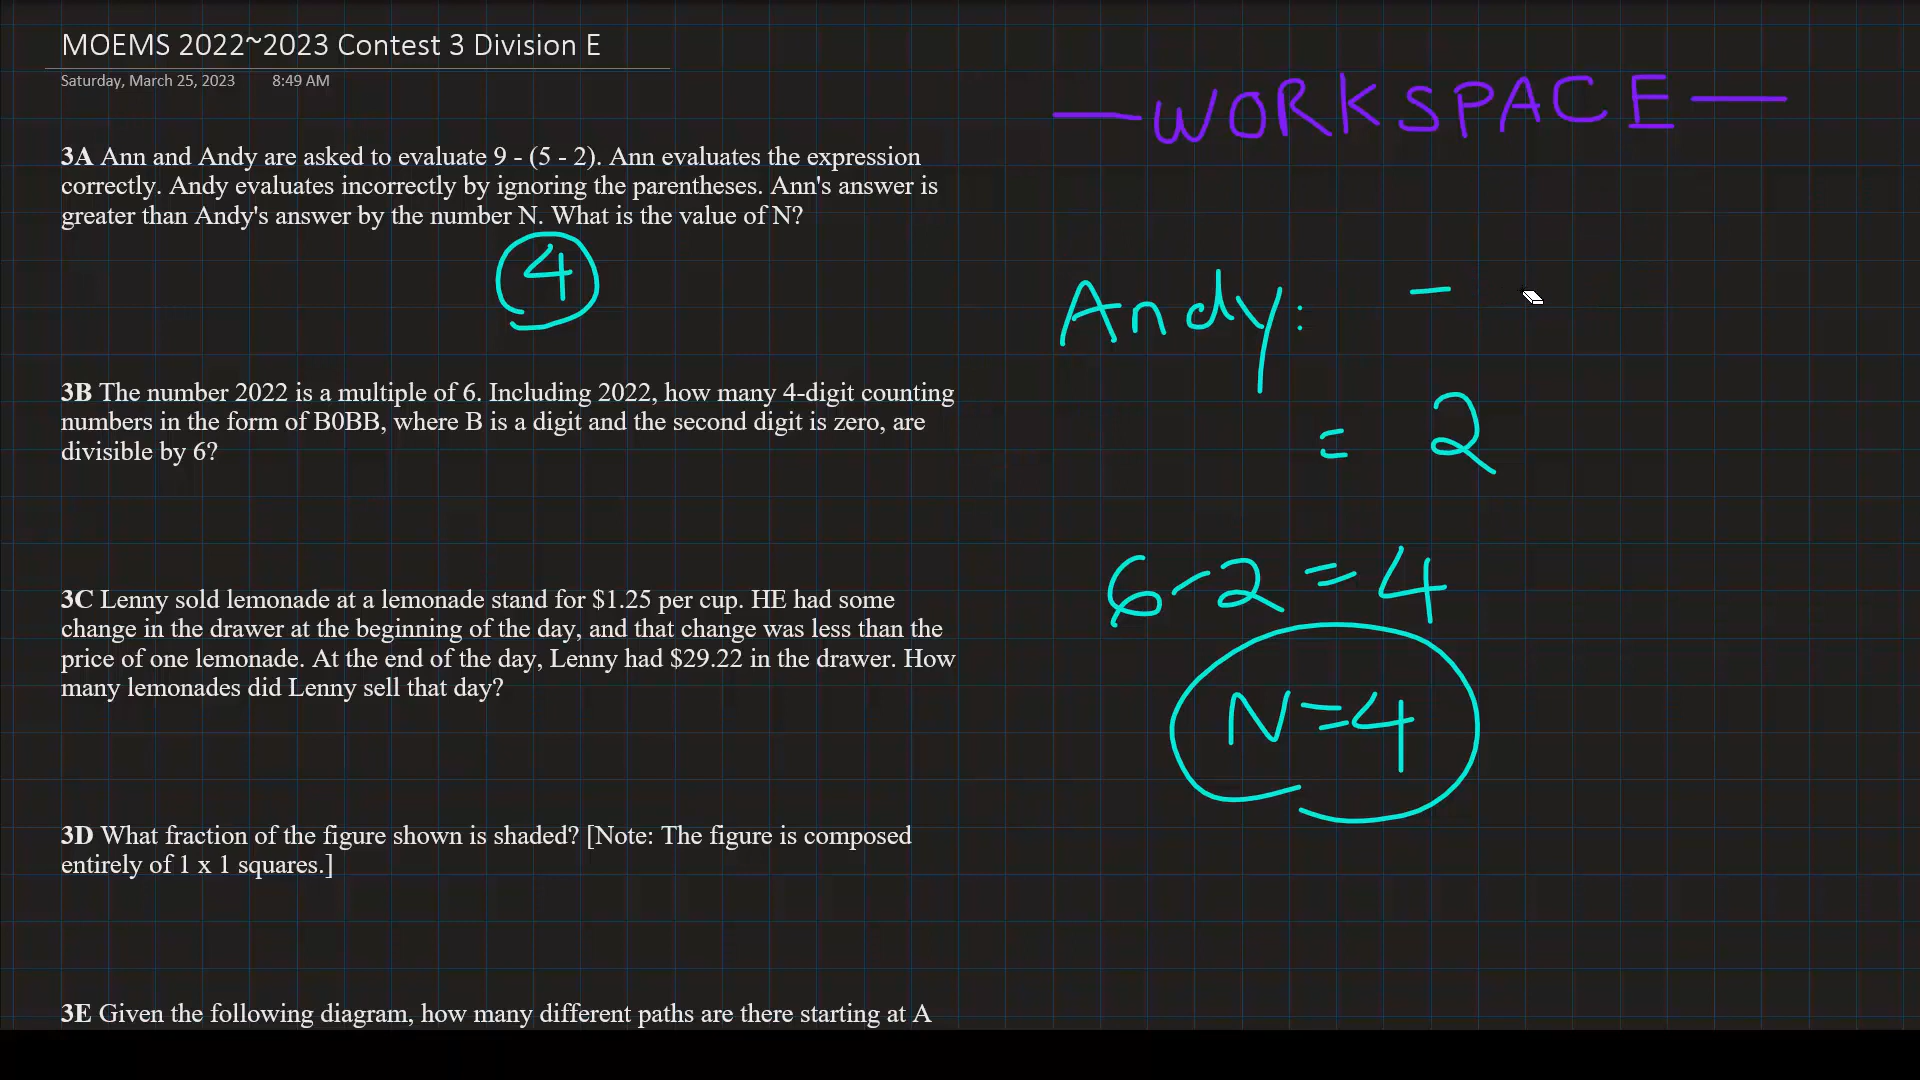 MOEMS 2022~2023 Contest 3 Division E
Saturday, March 25, 2023 8:49 AM
— WORKSPACE —
3A Ann and Andy are asked to evaluate 9 - (5 - 2). Ann evaluates the expression
correctly. Andy evaluates incorrectly by ignoring the parentheses. Ann's answer is
greater than Andy's answer by the number N. What is the value of N?
4
3B The number 2022 is a multiple of 6. Including 2022, how many 4-digit counting
numbers in the form of B0BB, where B is a digit and the second digit is zero, are
divisible by 6?
3C Lenny sold lemonade at a lemonade stand for $1.25 per cup. HE had some
change in the drawer at the beginning of the day, and that change was less than the
price of one lemonade. At the end of the day, Lenny had $29.22 in the drawer. How
many lemonades did Lenny sell that day?
3D What fraction of the figure shown is shaded? [Note: The figure is composed
entirely of 1 x 1 squares.]
3E Given the following diagram, how many different paths are there starting at A
Andy: -
= 2
6-2=4
N=4